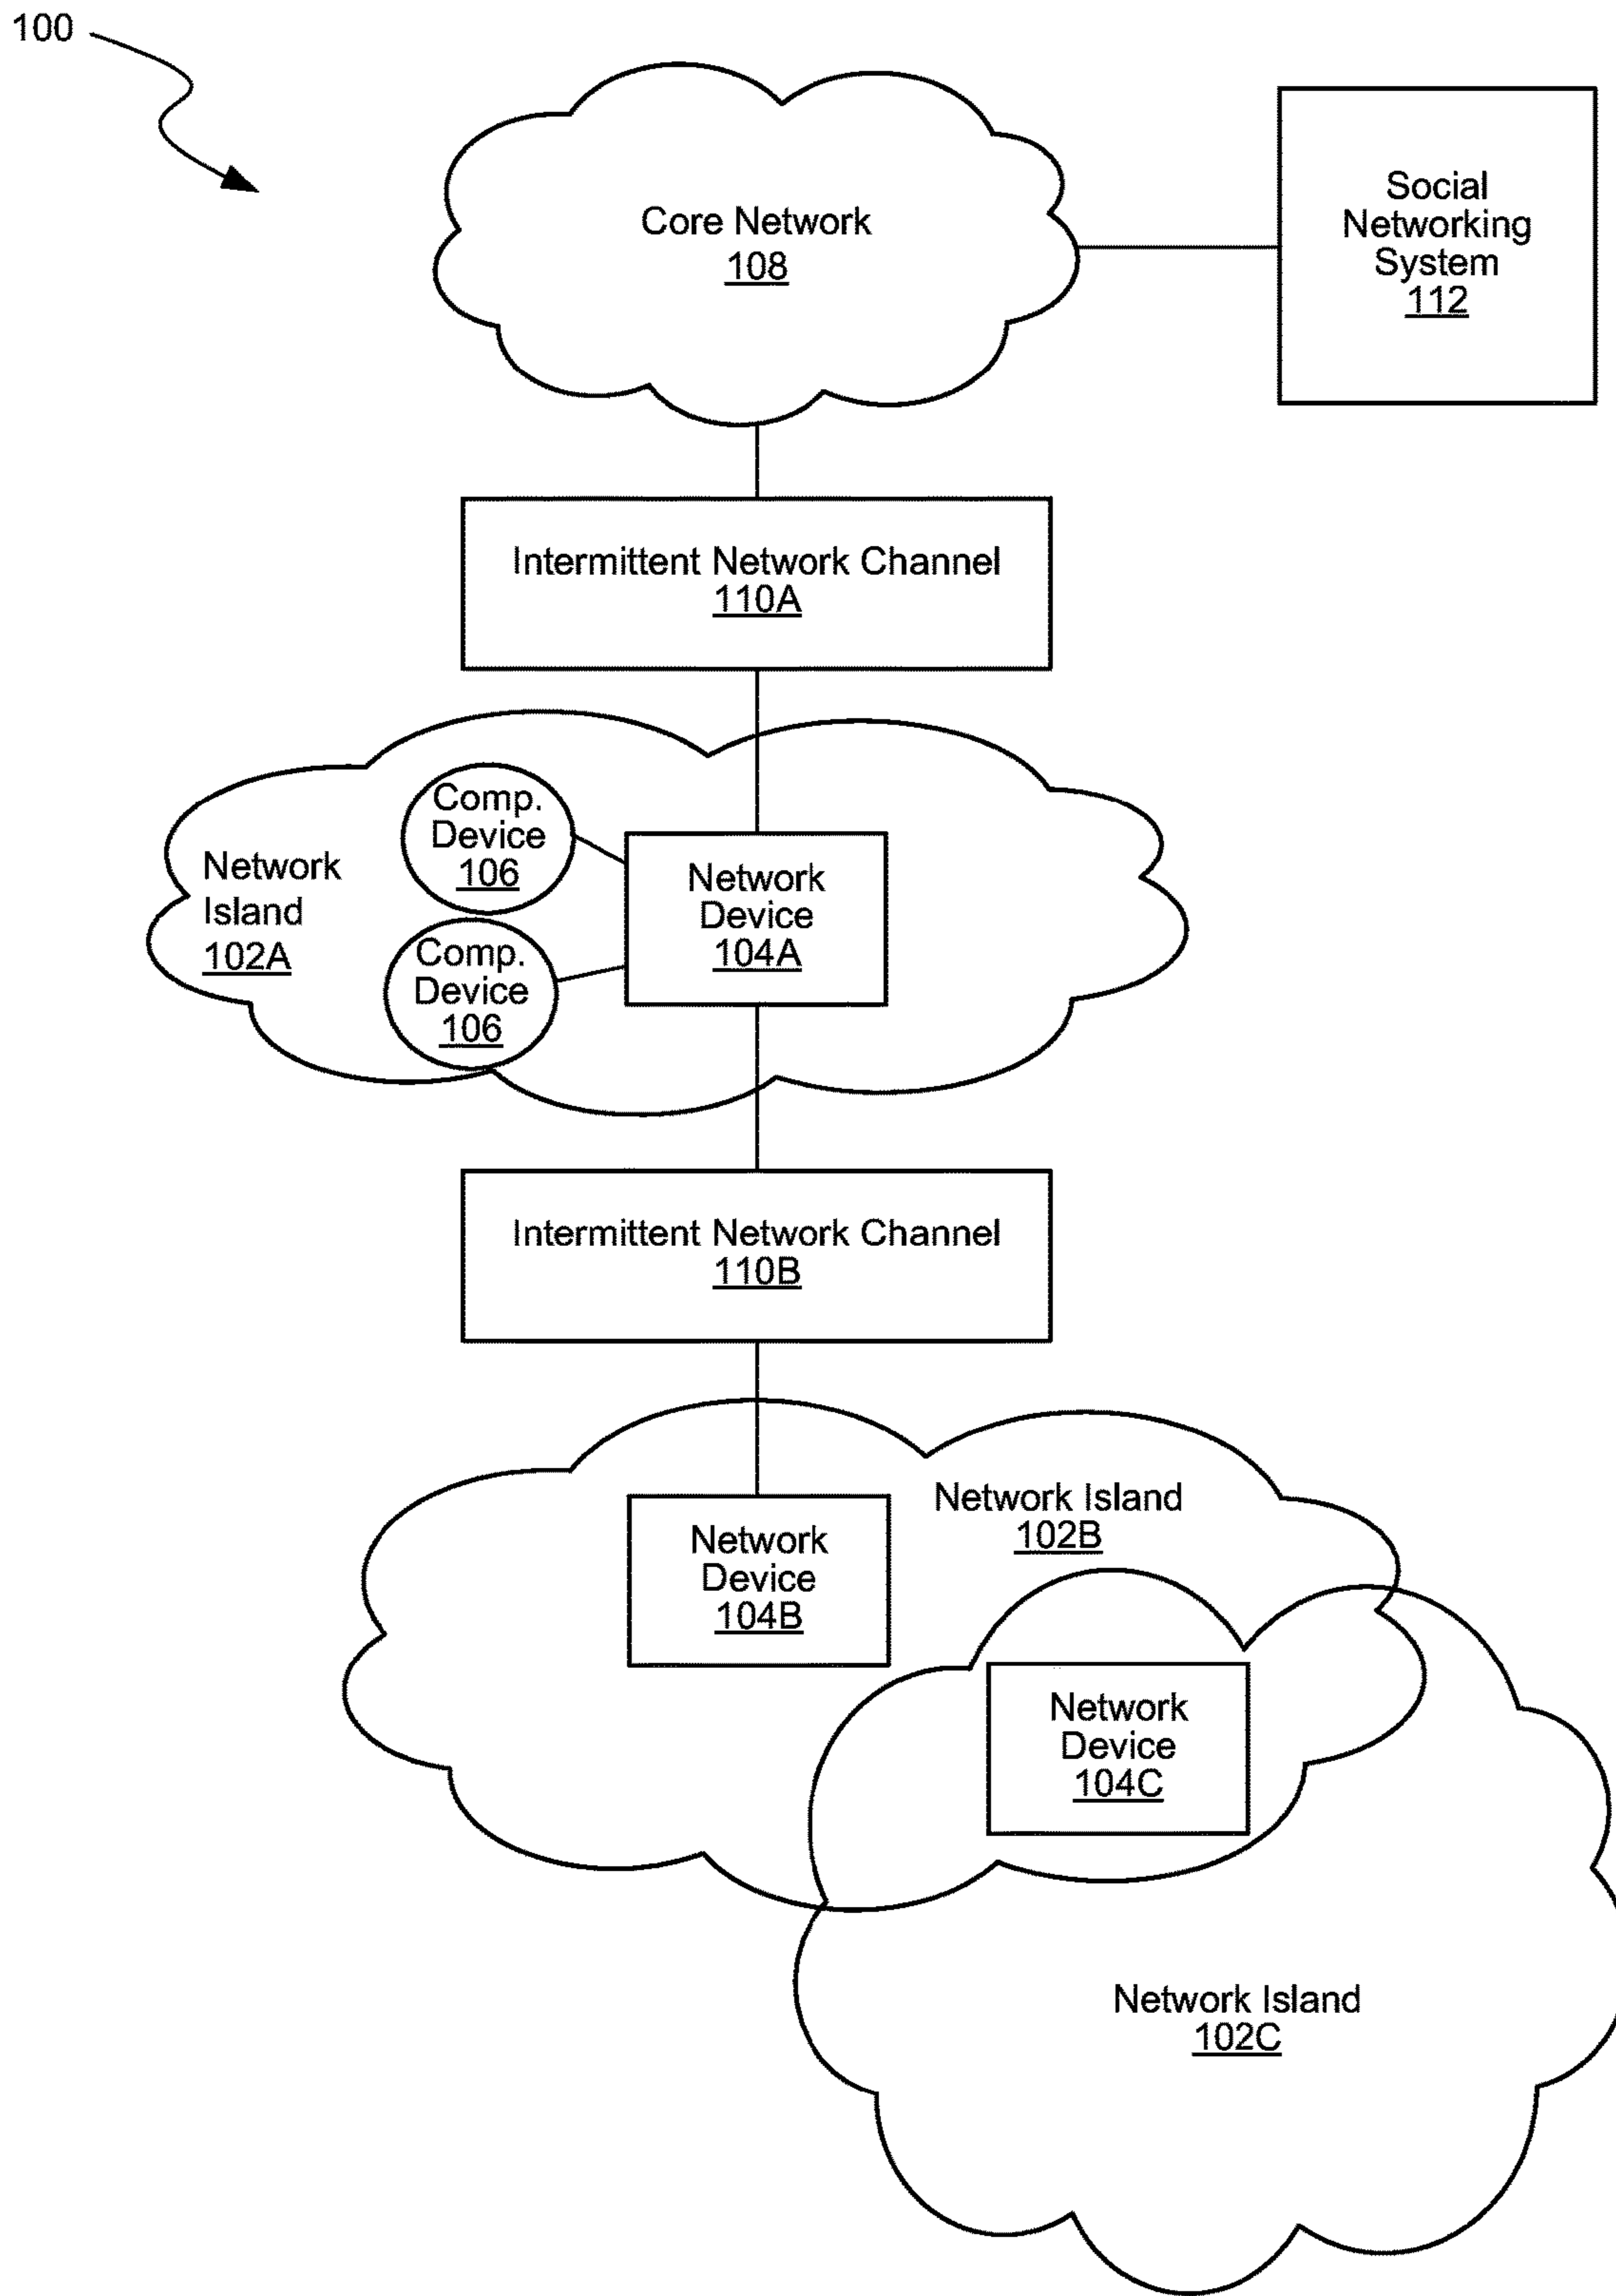 100
Core Network
108
Social
Networking
System
112
Intermittent Network Channel
110A
Network
Island
102A
Comp.
Device
106
Comp.
Device
106
Network
Device
104A
Intermittent Network Channel
110B
Network Island
102B
Network
Device
104B
Network
Device
104C
Network Island
102C